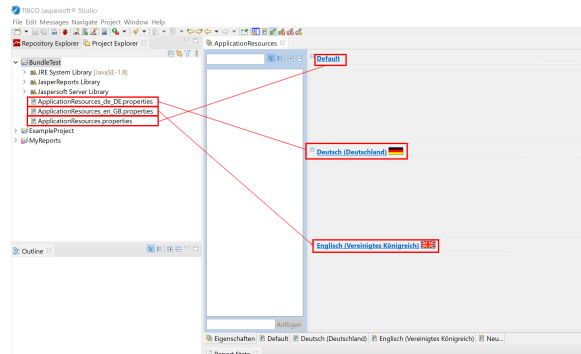 TIBCO Jaspersoft® Studio
File Edit Messages Navigate Project Window Help
Repository Explorer Project Explorer
ApplicationResources
BundleTest
JRE System Library [JavaSE-1.8]
JasperReports Library
Jaspersoft Server Library
ApplicationResources_de_DE.properties
ApplicationResources_en_GB.properties
ApplicationResources.properties
ExampleProject
MyReports
Default
Deutsch (Deutschland)
Englisch (Vereinigtes Königreich)
Outline
Anfügen
Eigenschaften Default Deutsch (Deutschland) Englisch (Vereinigtes Königreich) Neu...
Report State